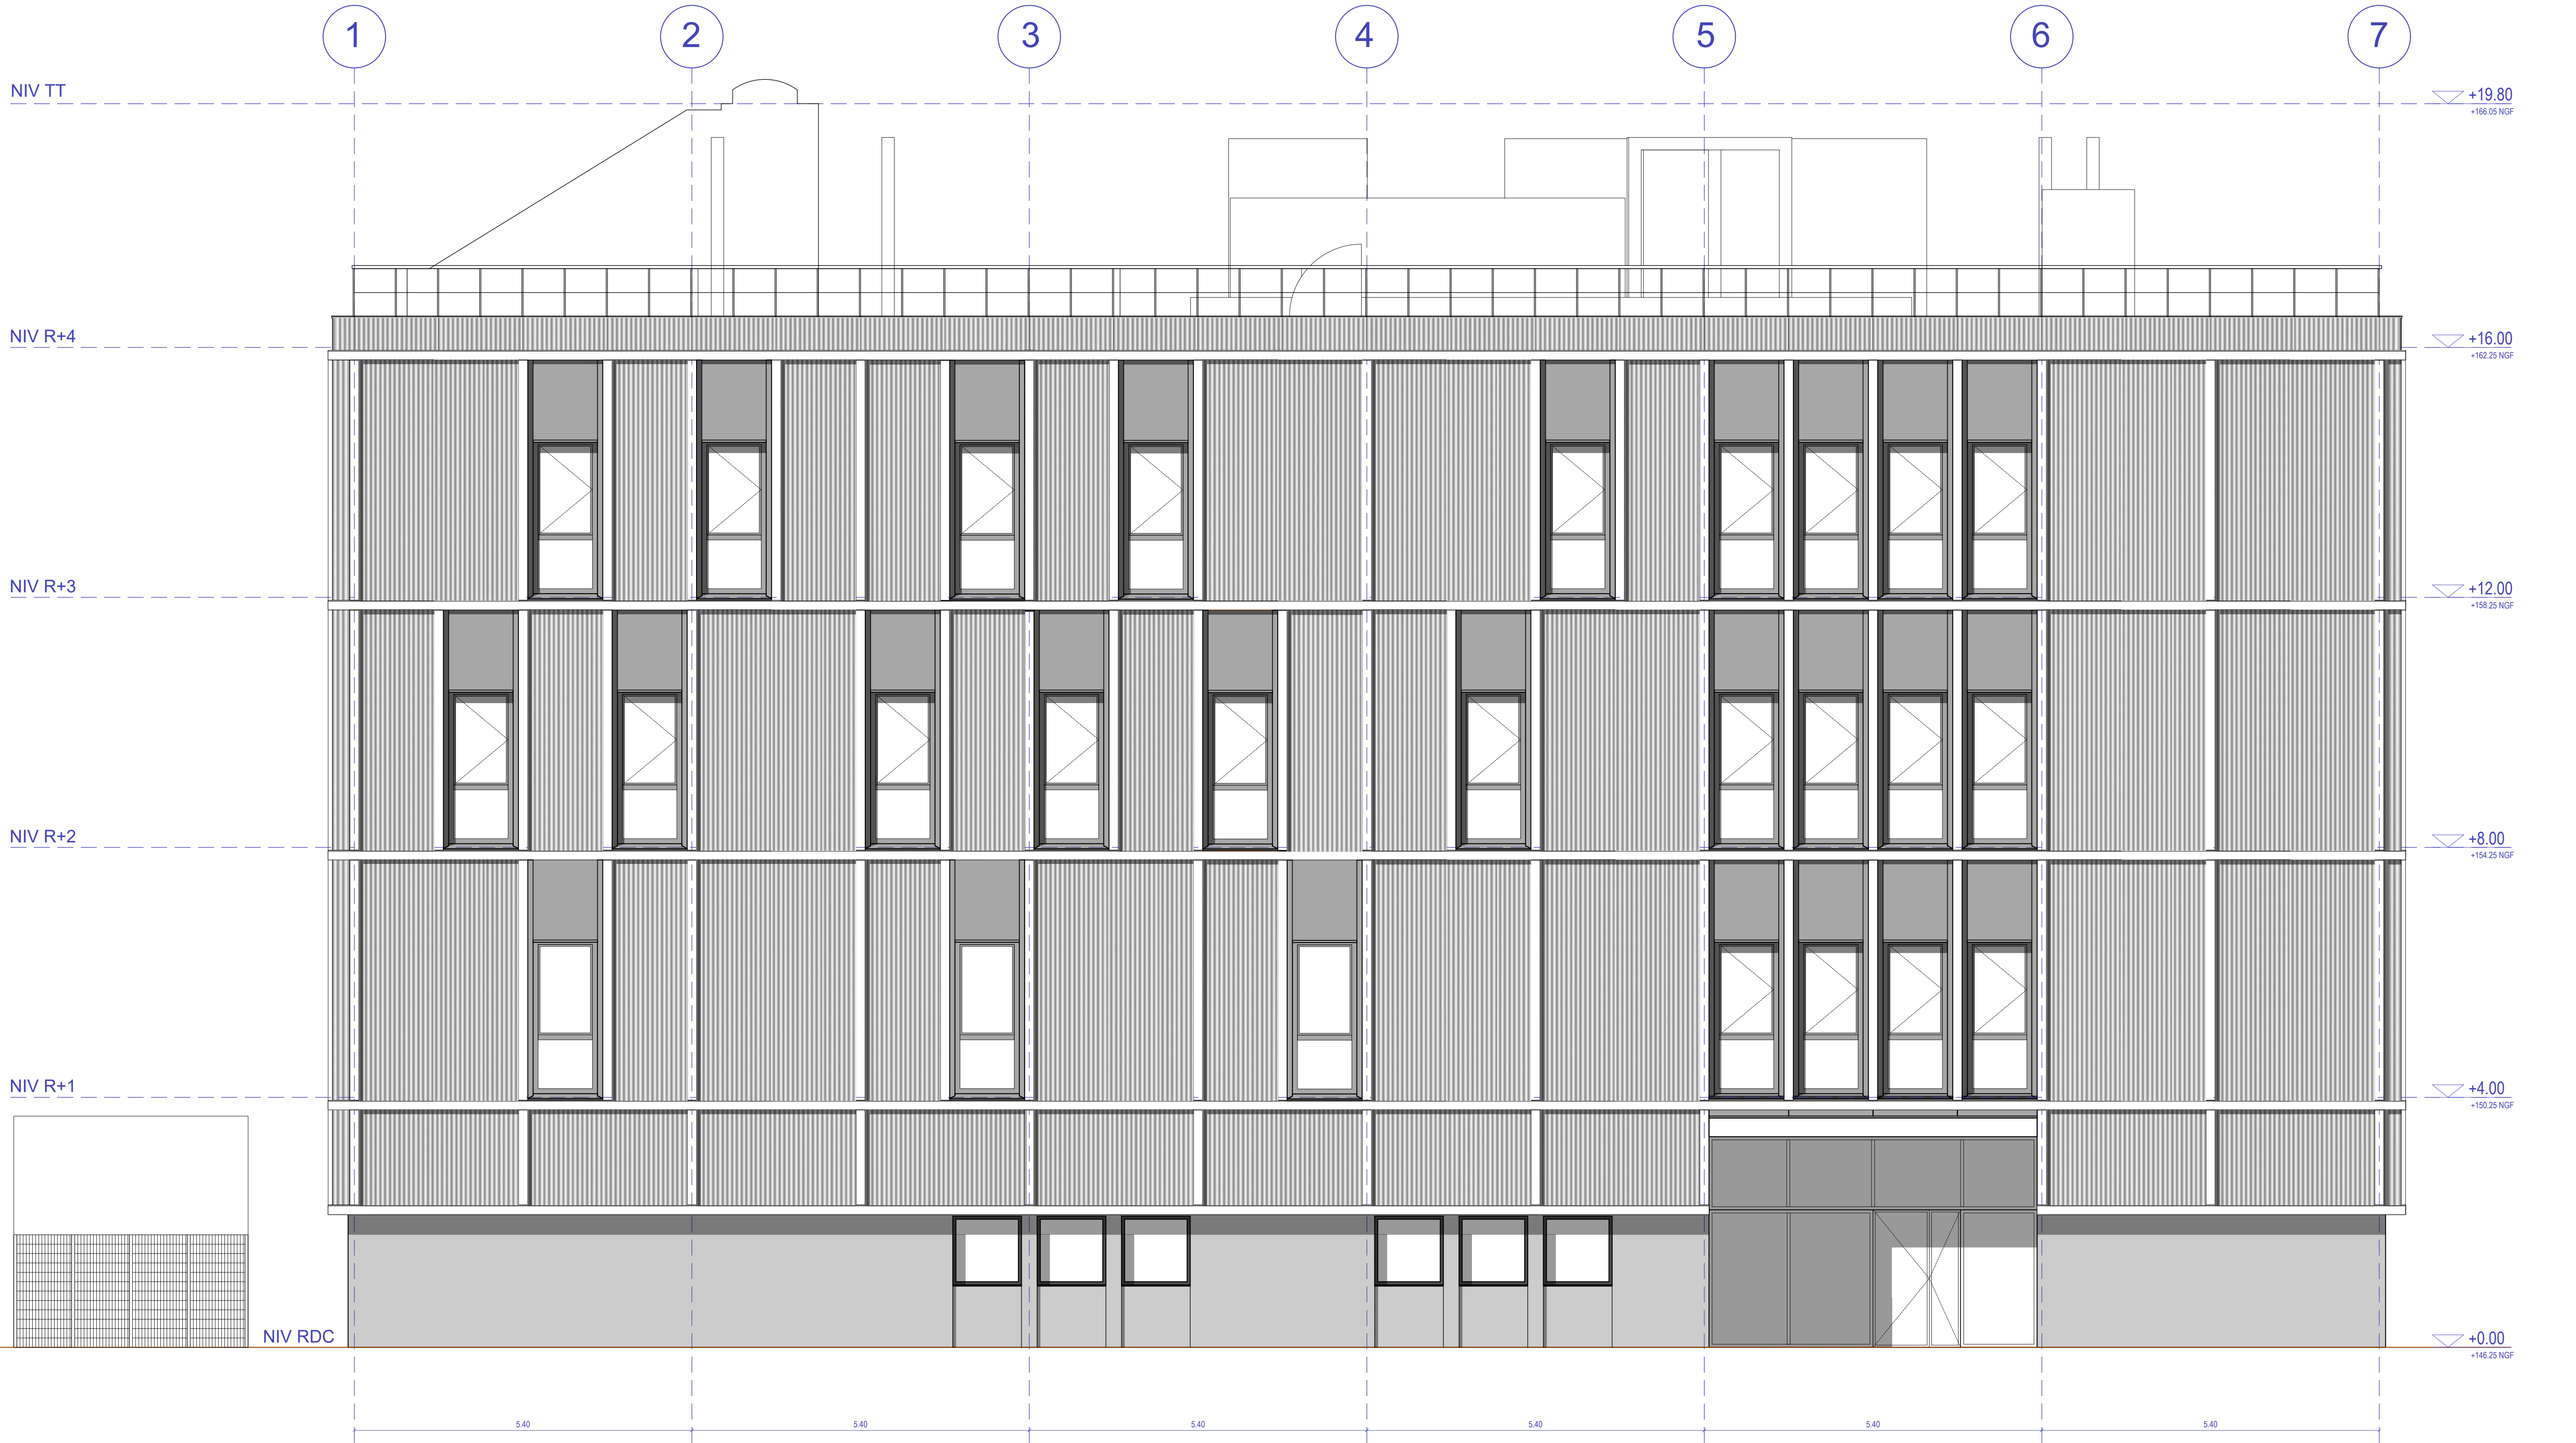 1 2 3 4 5 6 7
NIV TT
+19.80
+166.05 NGF
NIV R+4
+16.00
+162.25 NGF
NIV R+3
+12.00
+158.25 NGF
NIV R+2
+8.00
+154.25 NGF
NIV R+1
+4.00
+150.25 NGF
NIV RDC
+0.00
+146.25 NGF
5.40 5.40 5.40 5.40 5.40 5.40